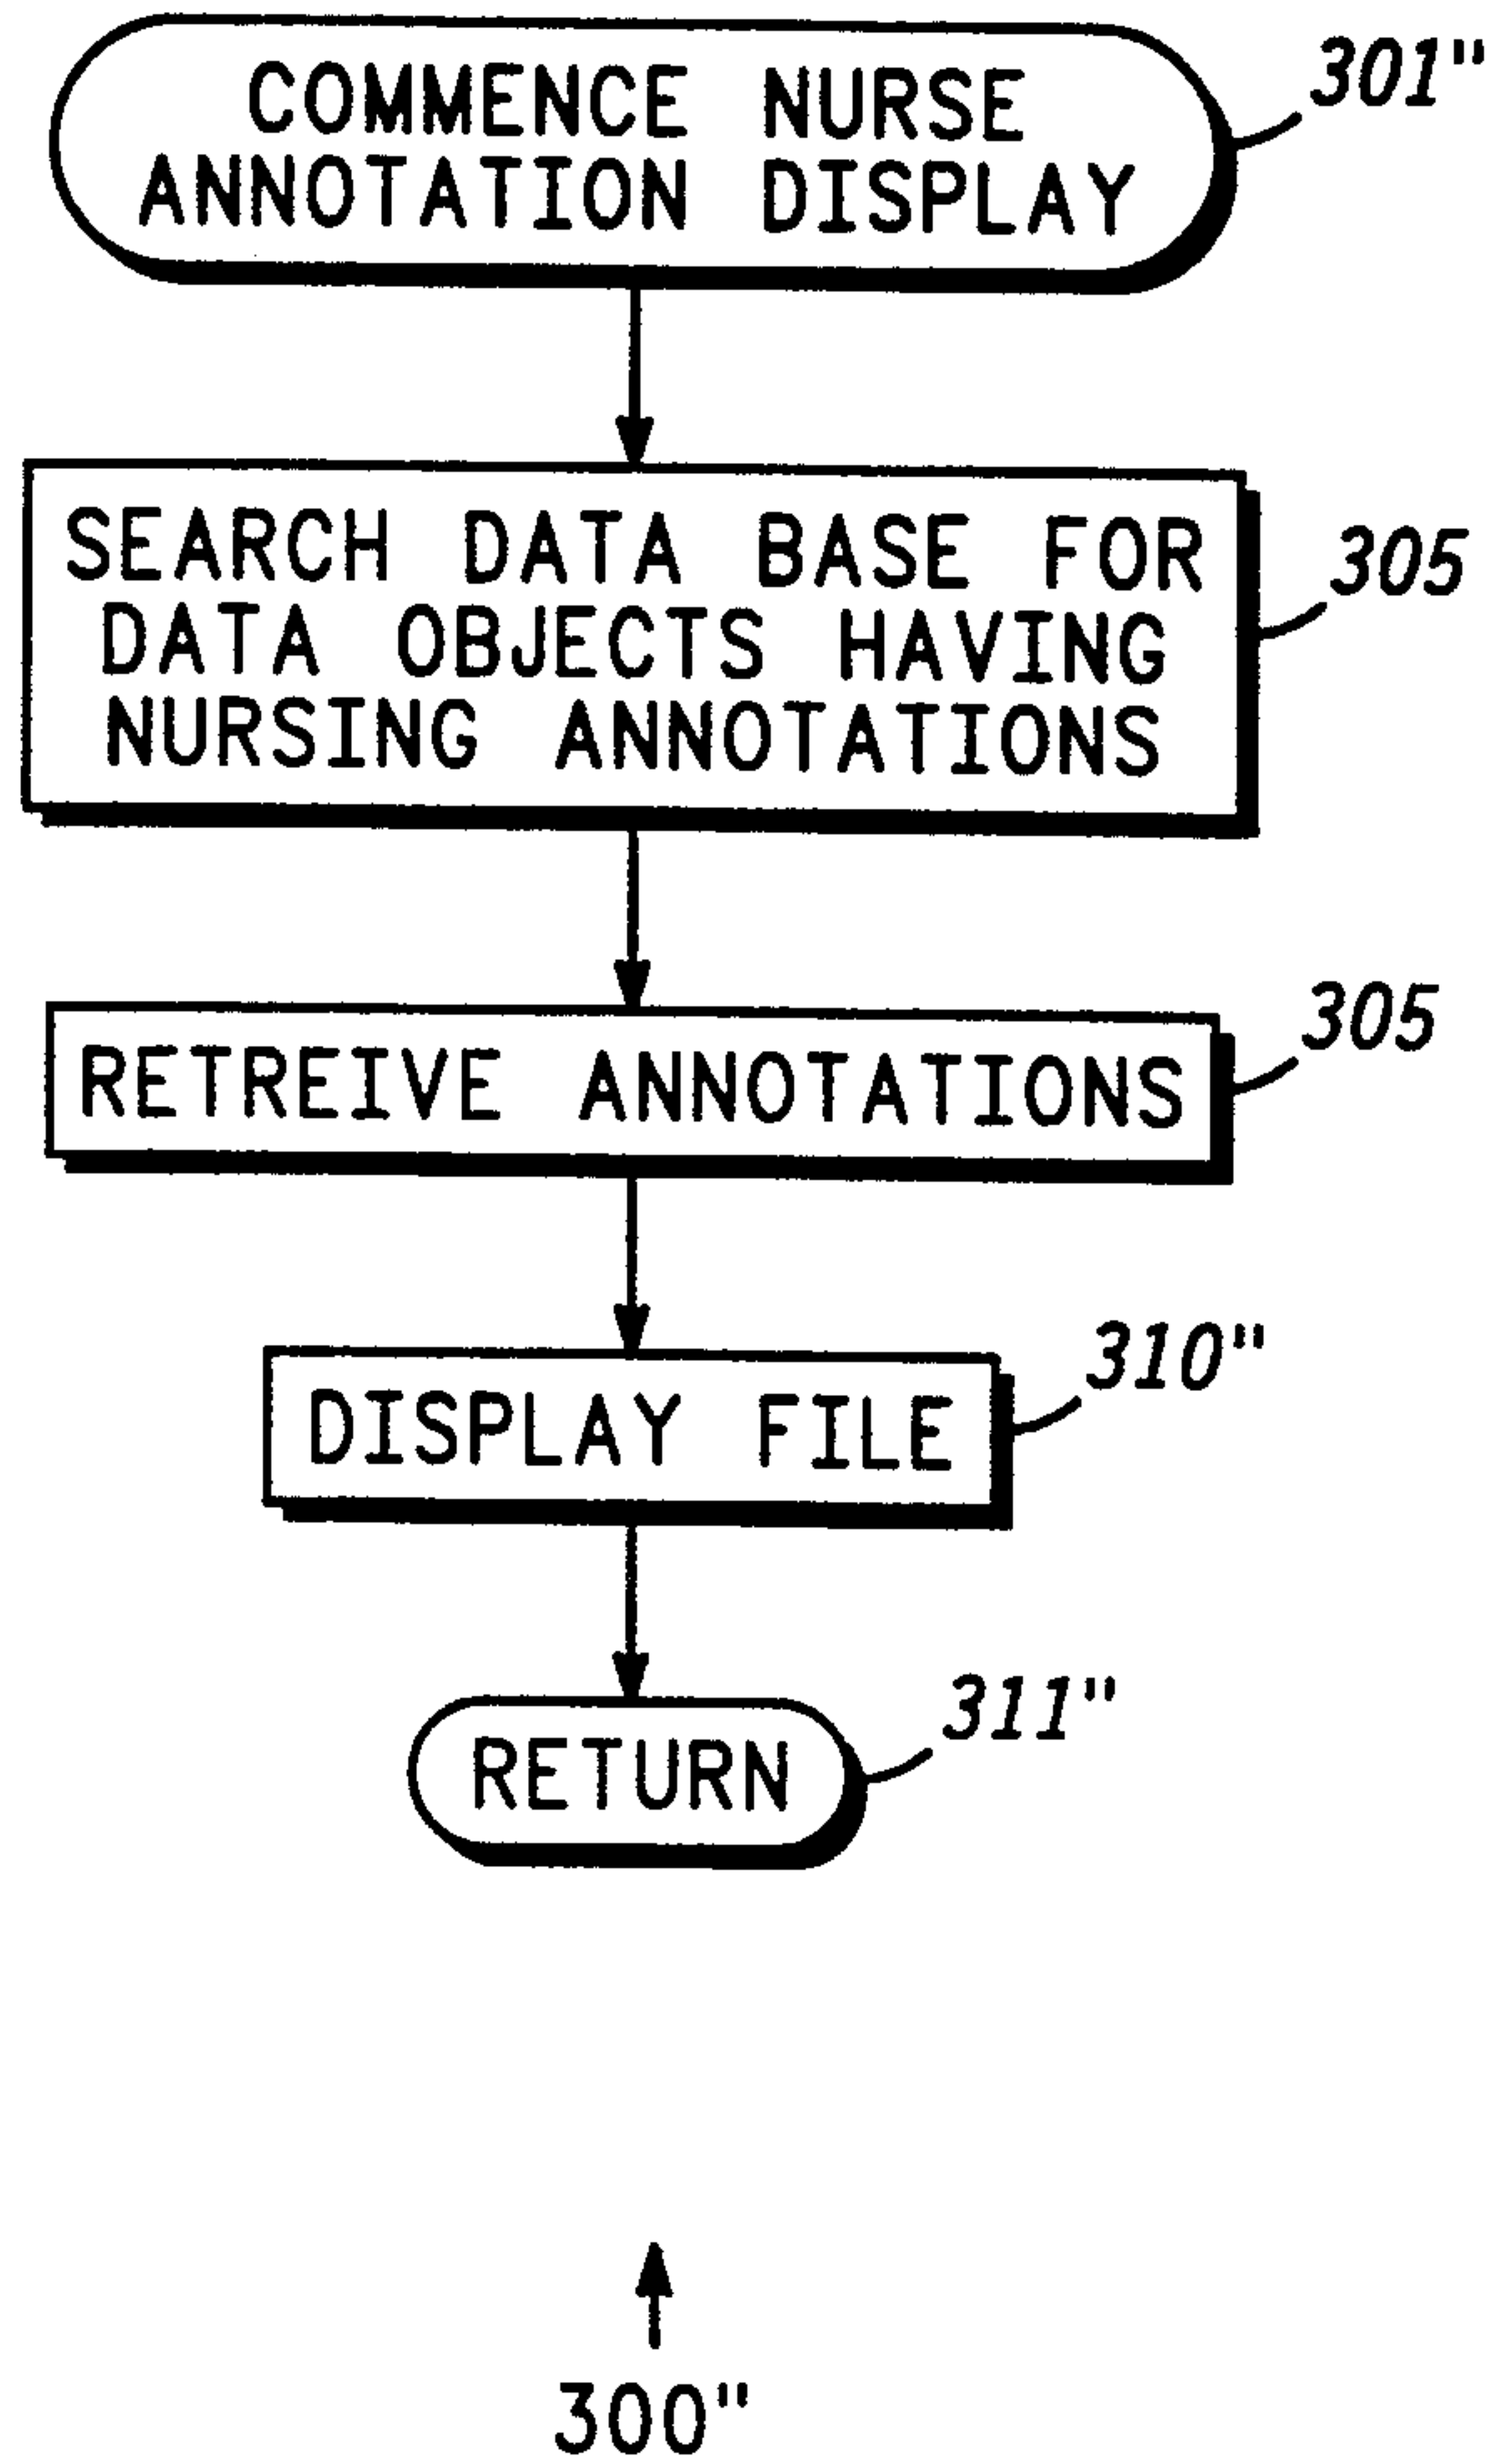 COMMENCE NURSE
ANNOTATION DISPLAY
301"
SEARCH DATA BASE FOR
DATA OBJECTS HAVING
NURSING ANNOTATIONS
305
RETREIVE ANNOTATIONS
305
DISPLAY FILE
310"
RETURN
311"
300"